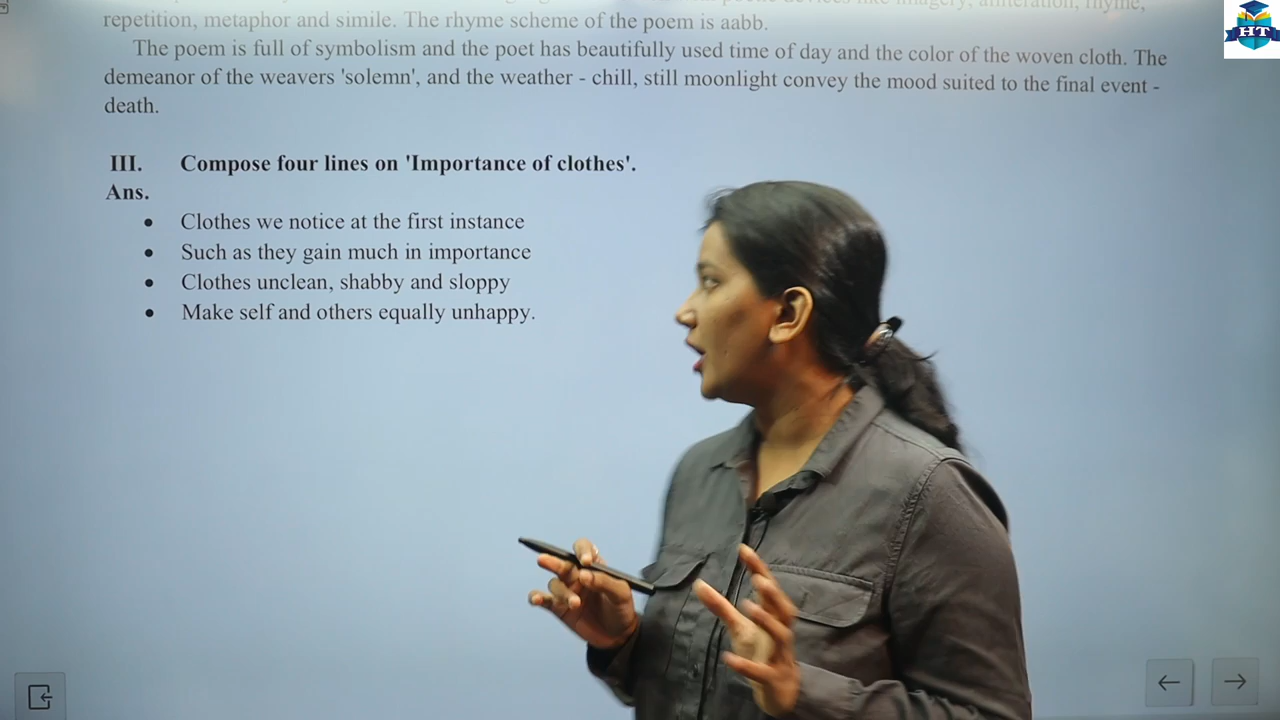 repetition, metaphor and simile. The rhyme scheme of the poem is aabb.
The poem is full of symbolism and the poet has beautifully used time of day and the color of the woven cloth. The
demeanor of the weavers 'solemn', and the weather - chill, still moonlight convey the mood suited to the final event -
death.
III. Compose four lines on 'Importance of clothes'.
Ans.
• Clothes we notice at the first instance
• Such as they gain much in importance
• Clothes unclean, shabby and sloppy
• Make self and others equally unhappy.
HT